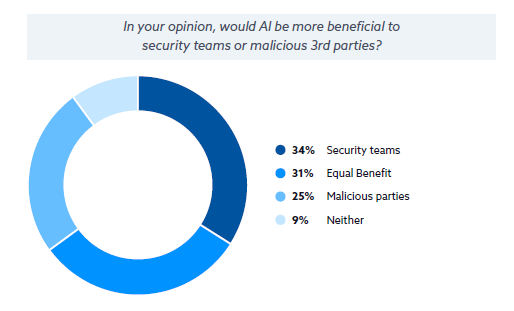 In your opinion, would AI be more beneficial to
security teams or malicious 3rd parties?
34% Security teams
31% Equal Benefit
25% Malicious parties
9% Neither